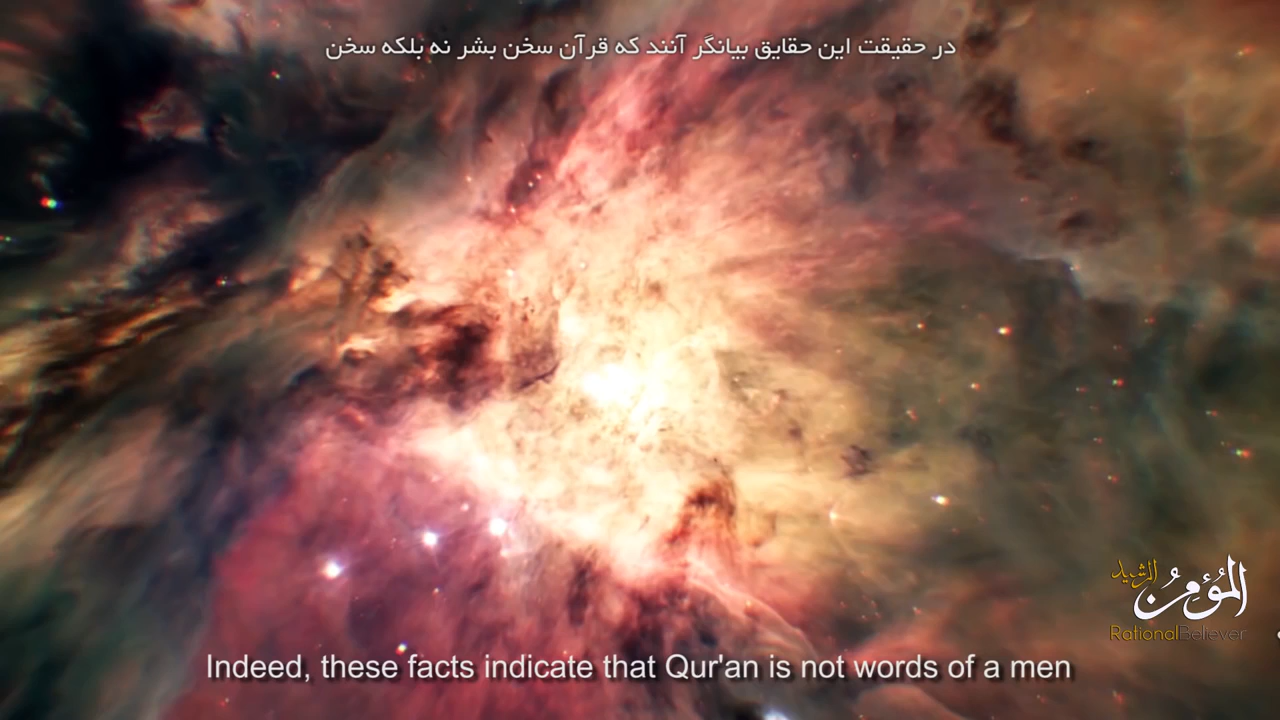 در حقیقت این حقایق بیانگر آنند که قرآن سخن بشر نه بلکه سخن
المؤمن الرشید
RationalBeliever
Indeed, these facts indicate that Qur'an is not words of a men